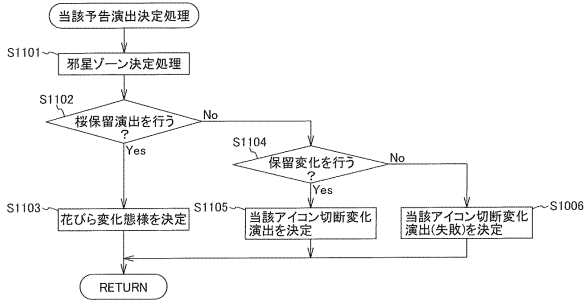 当該予告演出決定処理
S1101
邪星ゾーン決定処理
S1102
桜保留演出を行う
?
No
Yes
S1104
保留変化を行う
?
No
Yes
S1103
花びら変化態様を決定
S1105
当該アイコン切断変化
演出を決定
S1006
当該アイコン切断変化
演出(失敗)を決定
RETURN